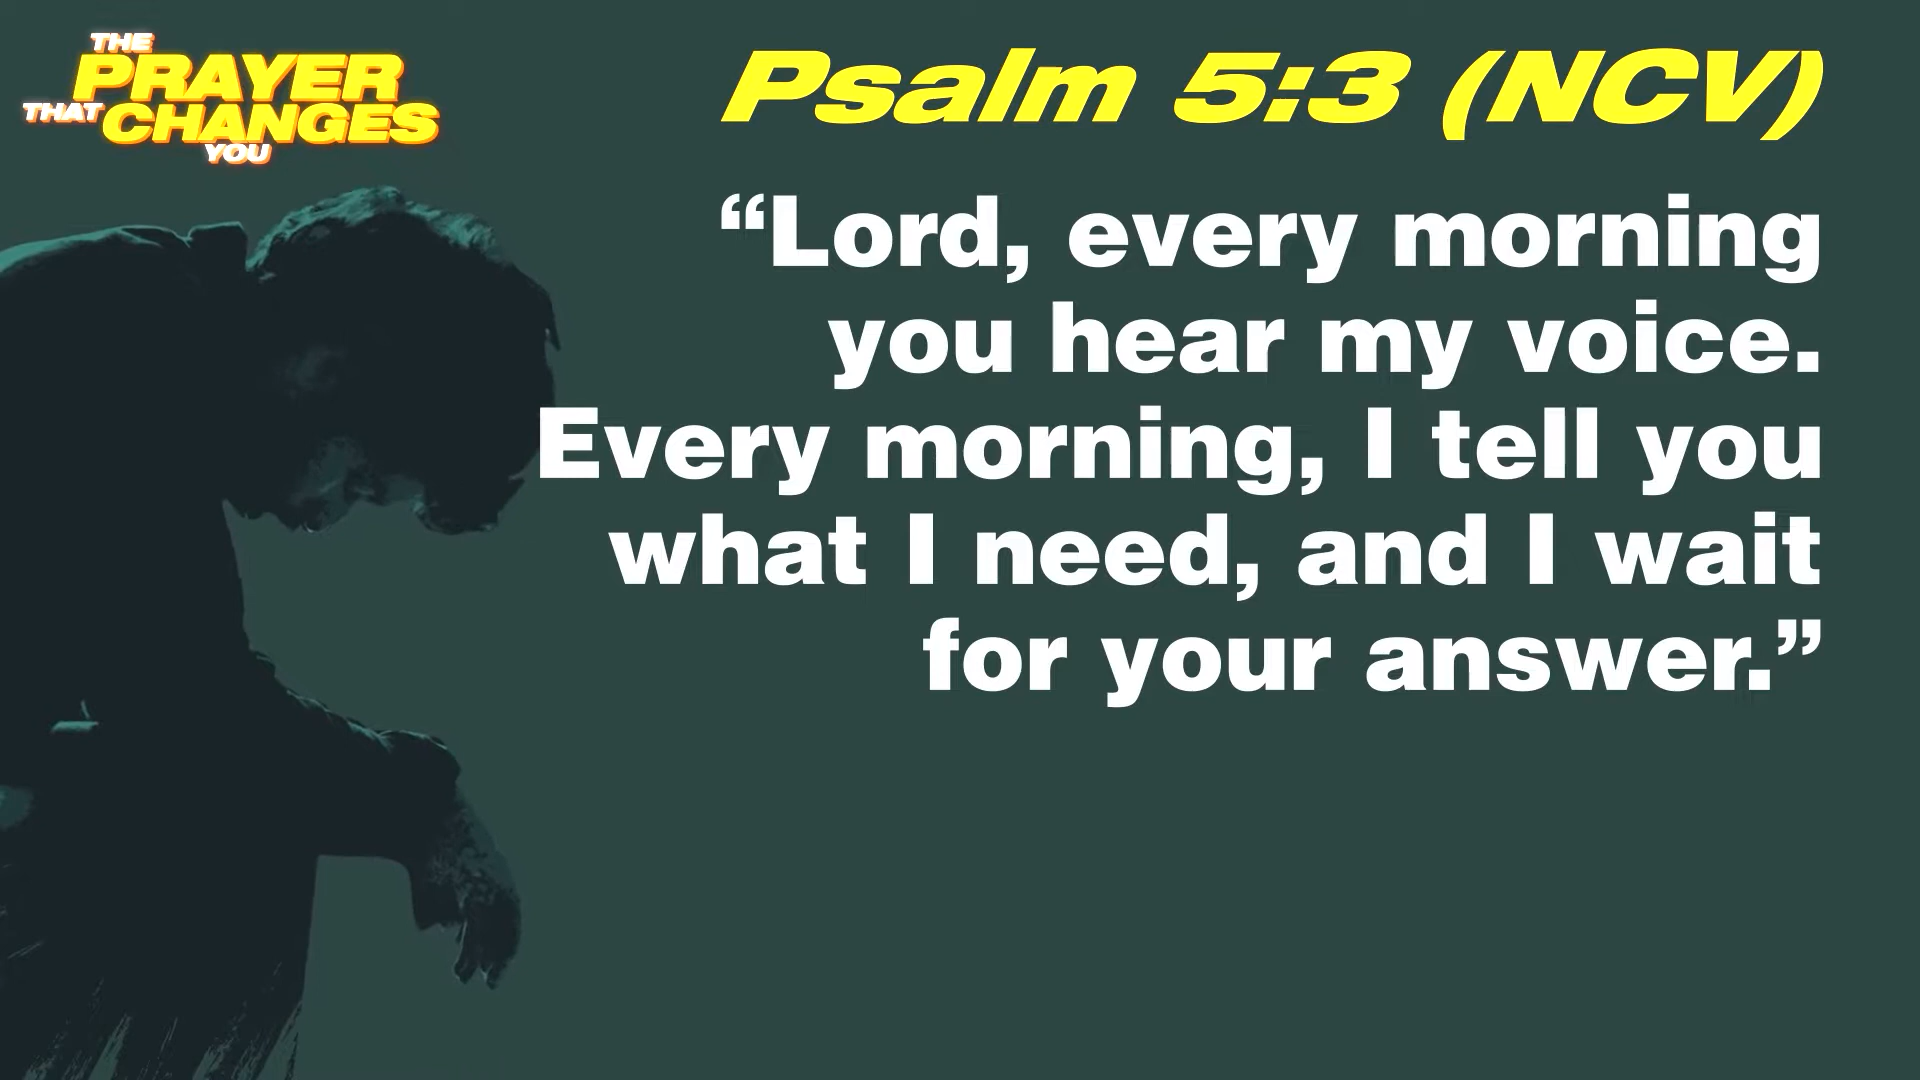 THE
PRAYER
THAT CHANGES
YOU
Psalm 5:3 (NCV)
“Lord, every morning
you hear my voice.
Every morning, I tell you
what I need, and I wait
for your answer.”